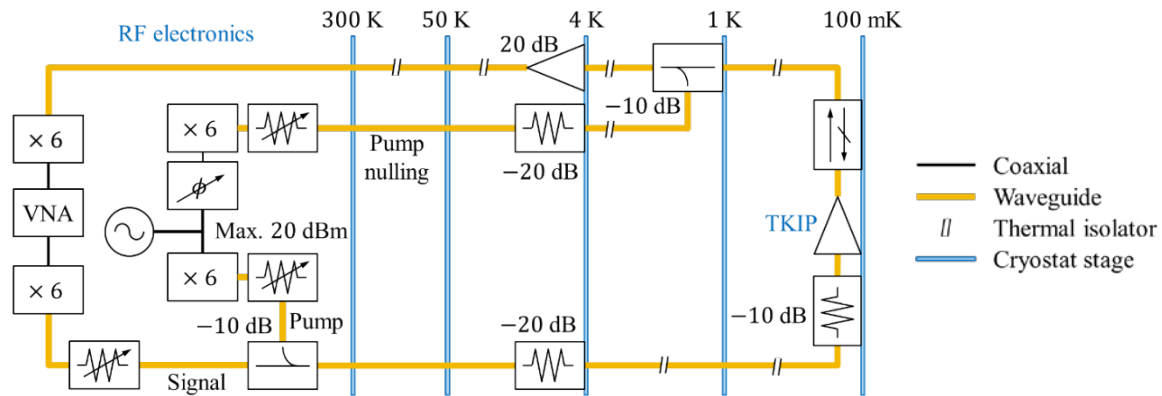 300 K
50 K
4 K
1 K
100 mK
RF electronics
20 dB
−10 dB
× 6
× 6
Pump
nulling
−20 dB
ϕ
VNA
Max. 20 dBm
TKIP
× 6
× 6
−10 dB
Pump
−20 dB
−10 dB
Signal
Coaxial
Waveguide
Thermal isolator
Cryostat stage